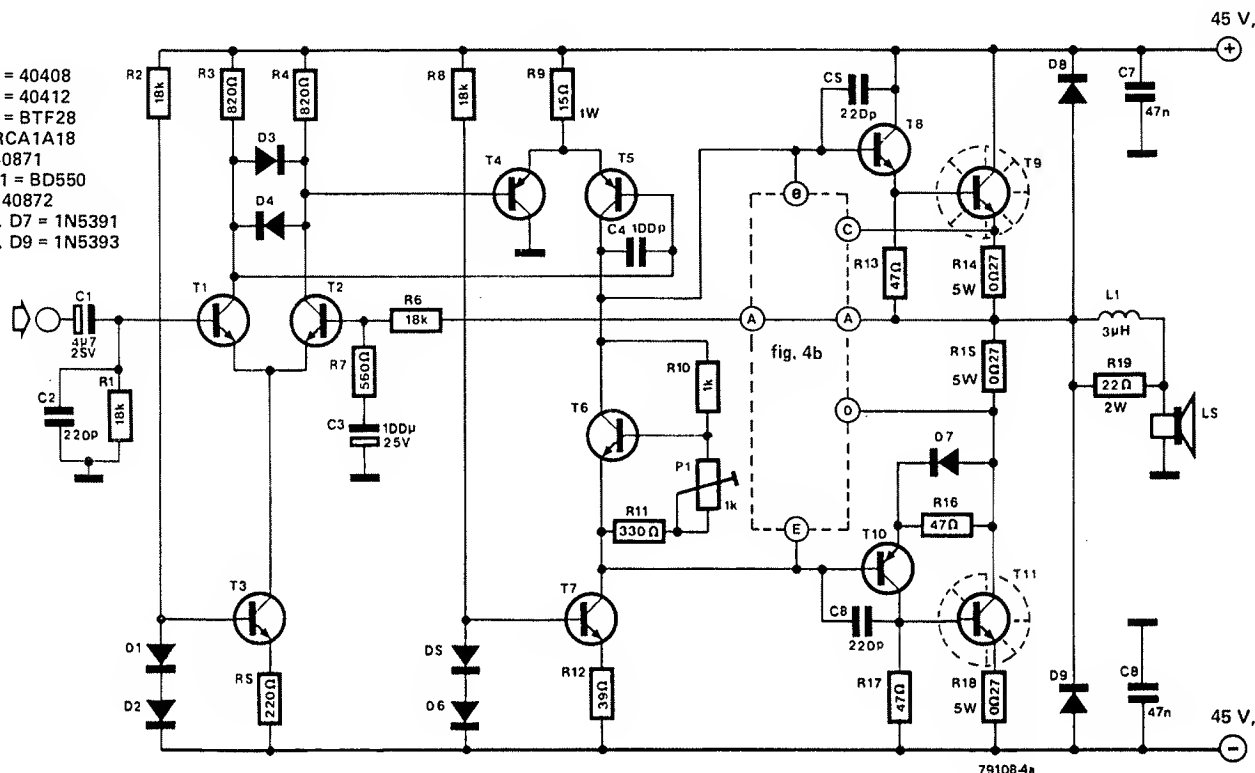 45 V,
= 40408
= 40412
= BTF28
RCA1A18
40871
1 = BD550
40872
, D7 = 1N5391
, D9 = 1N5393
R2
18k
R3
820Ω
R4
820Ω
R8
18k
R9
15Ω
1W
C5
220p
T8
D8
C7
47n
D3
D4
T4
T5
C4
100p
B
C
T9
R13
47Ω
R14
0Ω27
5W
C1
4µ7
25V
T1
T2
R6
18k
A
A
fig. 4b
L1
3µH
R7
560Ω
C2
220p
R1
18k
C3
100µ
25V
R10
1k
T6
P1
1k
R11
330Ω
D
E
R15
0Ω27
5W
R19
22Ω
2W
LS
D7
R16
47Ω
T10
T11
T3
T7
D1
D2
R5
220Ω
D5
D6
R12
39Ω
C8
220p
R17
47Ω
R18
0Ω27
5W
D9
C8
47n
45 V,
79108-4a